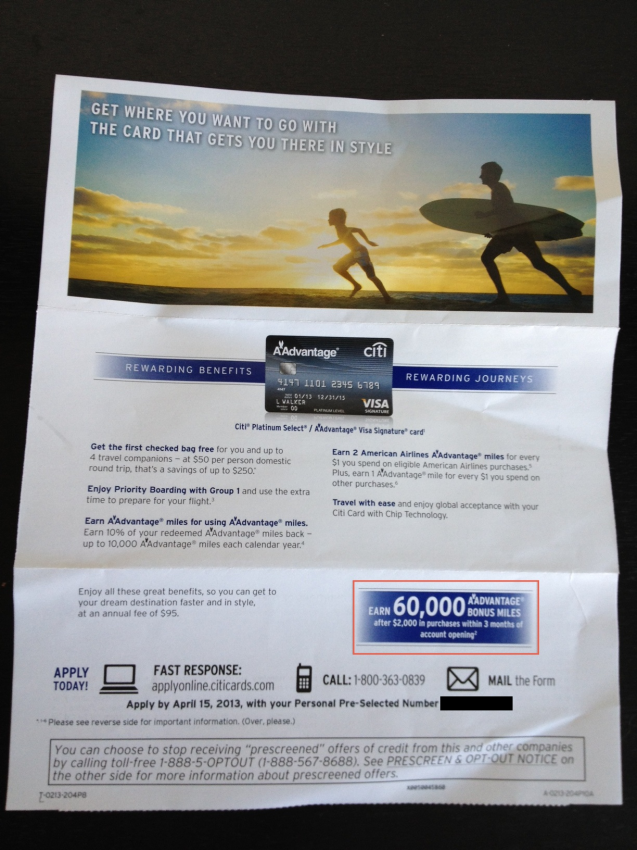 GET WHERE YOU WANT TO GO WITH
THE CARD THAT GETS YOU THERE IN STYLE
REWARDING BENEFITS
AAdvantage®
citi
4147 1101 2345 6789
01/13 12/31/15
L WALKER
00
PLATINUM LEVEL
VISA
SIGNATURE
REWARDING JOURNEYS
Citi® Platinum Select® / AAdvantage® Visa Signature® card¹
Get the first checked bag free for you and up to
4 travel companions – at $50 per person domestic
round trip, that's a savings of up to $250.
Enjoy Priority Boarding with Group 1 and use the extra
time to prepare for your flight.³
Earn AAdvantage® miles for using AAdvantage® miles.
Earn 10% of your redeemed AAdvantage® miles back –
up to 10,000 AAdvantage® miles each calendar year.⁴
Earn 2 American Airlines AAdvantage® miles for every
$1 you spend on eligible American Airlines purchases.⁵
Plus, earn 1 AAdvantage® mile for every $1 you spend on
other purchases.⁶
Travel with ease and enjoy global acceptance with your
Citi Card with Chip Technology.
Enjoy all these great benefits, so you can get to
your dream destination faster and in style,
at an annual fee of $95.
EARN 60,000 AADVANTAGE® BONUS MILES
after $2,000 in purchases within 3 months of
account opening²
APPLY
TODAY!
FAST RESPONSE:
applyonline.citicards.com
CALL: 1-800-363-0839
MAIL the Form
Apply by April 15, 2013, with your Personal Pre-Selected Number
Please see reverse side for important information. (Over, please.)
You can choose to stop receiving "prescreened" offers of credit from this and other companies
by calling toll-free 1-888-5-OPTOUT (1-888-567-8688). See PRESCREEN & OPT-OUT NOTICE on
the other side for more information about prescreened offers.
T-0213-204PB